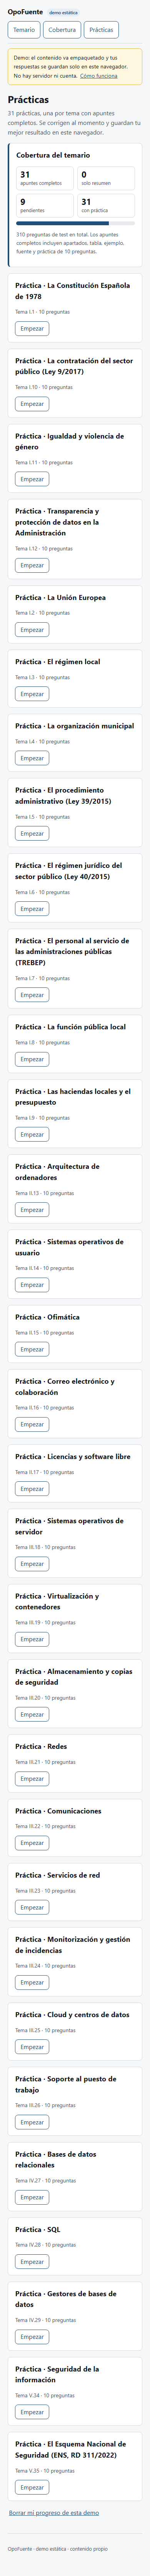 OpoFuente demo estática
Temario Cobertura Prácticas
Demo: el contenido va empaquetado y tus
respuestas se guardan solo en este navegador.
No hay servidor ni cuenta. Cómo funciona
Prácticas
31 prácticas, una por tema con apuntes
completos. Se corrigen al momento y guardan tu
mejor resultado en este navegador.
Cobertura del temario
31
apuntes completos
0
solo resumen
9
pendientes
31
con práctica
310 preguntas de test en total. Los apuntes
completos incluyen apartados, tabla, ejemplo,
fuente y práctica de 10 preguntas.
Práctica · La Constitución Española
de 1978
Tema I.1 · 10 preguntas
Empezar
Práctica · La contratación del sector
público (Ley 9/2017)
Tema I.10 · 10 preguntas
Empezar
Práctica · Igualdad y violencia de
género
Tema I.11 · 10 preguntas
Empezar
Práctica · Transparencia y
protección de datos en la
Administración
Tema I.12 · 10 preguntas
Empezar
Práctica · La Unión Europea
Tema I.2 · 10 preguntas
Empezar
Práctica · El régimen local
Tema I.3 · 10 preguntas
Empezar
Práctica · La organización municipal
Tema I.4 · 10 preguntas
Empezar
Práctica · El procedimiento
administrativo (Ley 39/2015)
Tema I.5 · 10 preguntas
Empezar
Práctica · El régimen jurídico del
sector público (Ley 40/2015)
Tema I.6 · 10 preguntas
Empezar
Práctica · El personal al servicio de
las administraciones públicas
(TREBEP)
Tema I.7 · 10 preguntas
Empezar
Práctica · La función pública local
Tema I.8 · 10 preguntas
Empezar
Práctica · Las haciendas locales y el
presupuesto
Tema I.9 · 10 preguntas
Empezar
Práctica · Arquitectura de
ordenadores
Tema II.13 · 10 preguntas
Empezar
Práctica · Sistemas operativos de
usuario
Tema II.14 · 10 preguntas
Empezar
Práctica · Ofimática
Tema II.15 · 10 preguntas
Empezar
Práctica · Correo electrónico y
colaboración
Tema II.16 · 10 preguntas
Empezar
Práctica · Licencias y software libre
Tema II.17 · 10 preguntas
Empezar
Práctica · Sistemas operativos de
servidor
Tema III.18 · 10 preguntas
Empezar
Práctica · Virtualización y
contenedores
Tema III.19 · 10 preguntas
Empezar
Práctica · Almacenamiento y copias
de seguridad
Tema III.20 · 10 preguntas
Empezar
Práctica · Redes
Tema III.21 · 10 preguntas
Empezar
Práctica · Comunicaciones
Tema III.22 · 10 preguntas
Empezar
Práctica · Servicios de red
Tema III.23 · 10 preguntas
Empezar
Práctica · Monitorización y gestión
de incidencias
Tema III.24 · 10 preguntas
Empezar
Práctica · Cloud y centros de datos
Tema III.25 · 10 preguntas
Empezar
Práctica · Soporte al puesto de
trabajo
Tema III.26 · 10 preguntas
Empezar
Práctica · Bases de datos
relacionales
Tema IV.27 · 10 preguntas
Empezar
Práctica · SQL
Tema IV.28 · 10 preguntas
Empezar
Práctica · Gestores de bases de
datos
Tema IV.29 · 10 preguntas
Empezar
Práctica · Seguridad de la
información
Tema V.34 · 10 preguntas
Empezar
Práctica · El Esquema Nacional de
Seguridad (ENS, RD 311/2022)
Tema V.35 · 10 preguntas
Empezar
Borrar mi progreso de esta demo
OpoFuente · demo estática · contenido propio